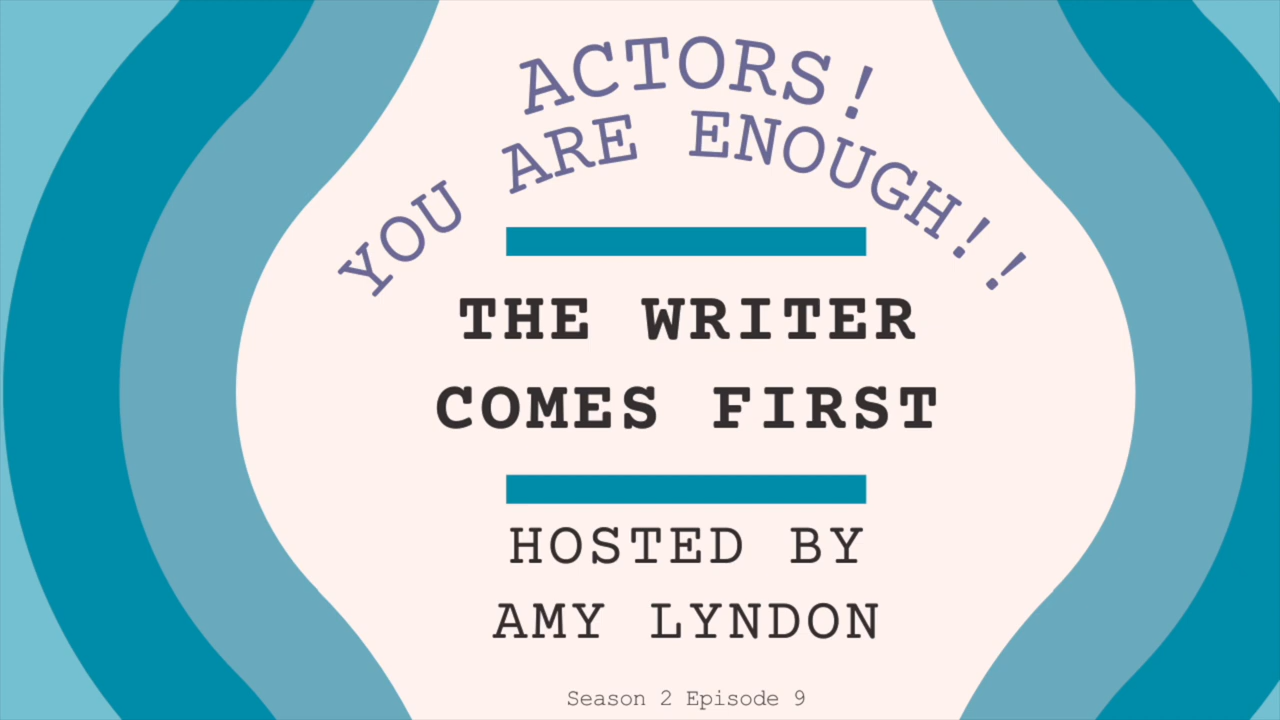 ACTORS!
YOU ARE ENOUGH!!
THE WRITER
COMES FIRST
HOSTED BY
AMY LYNDON
Season 2 Episode 9